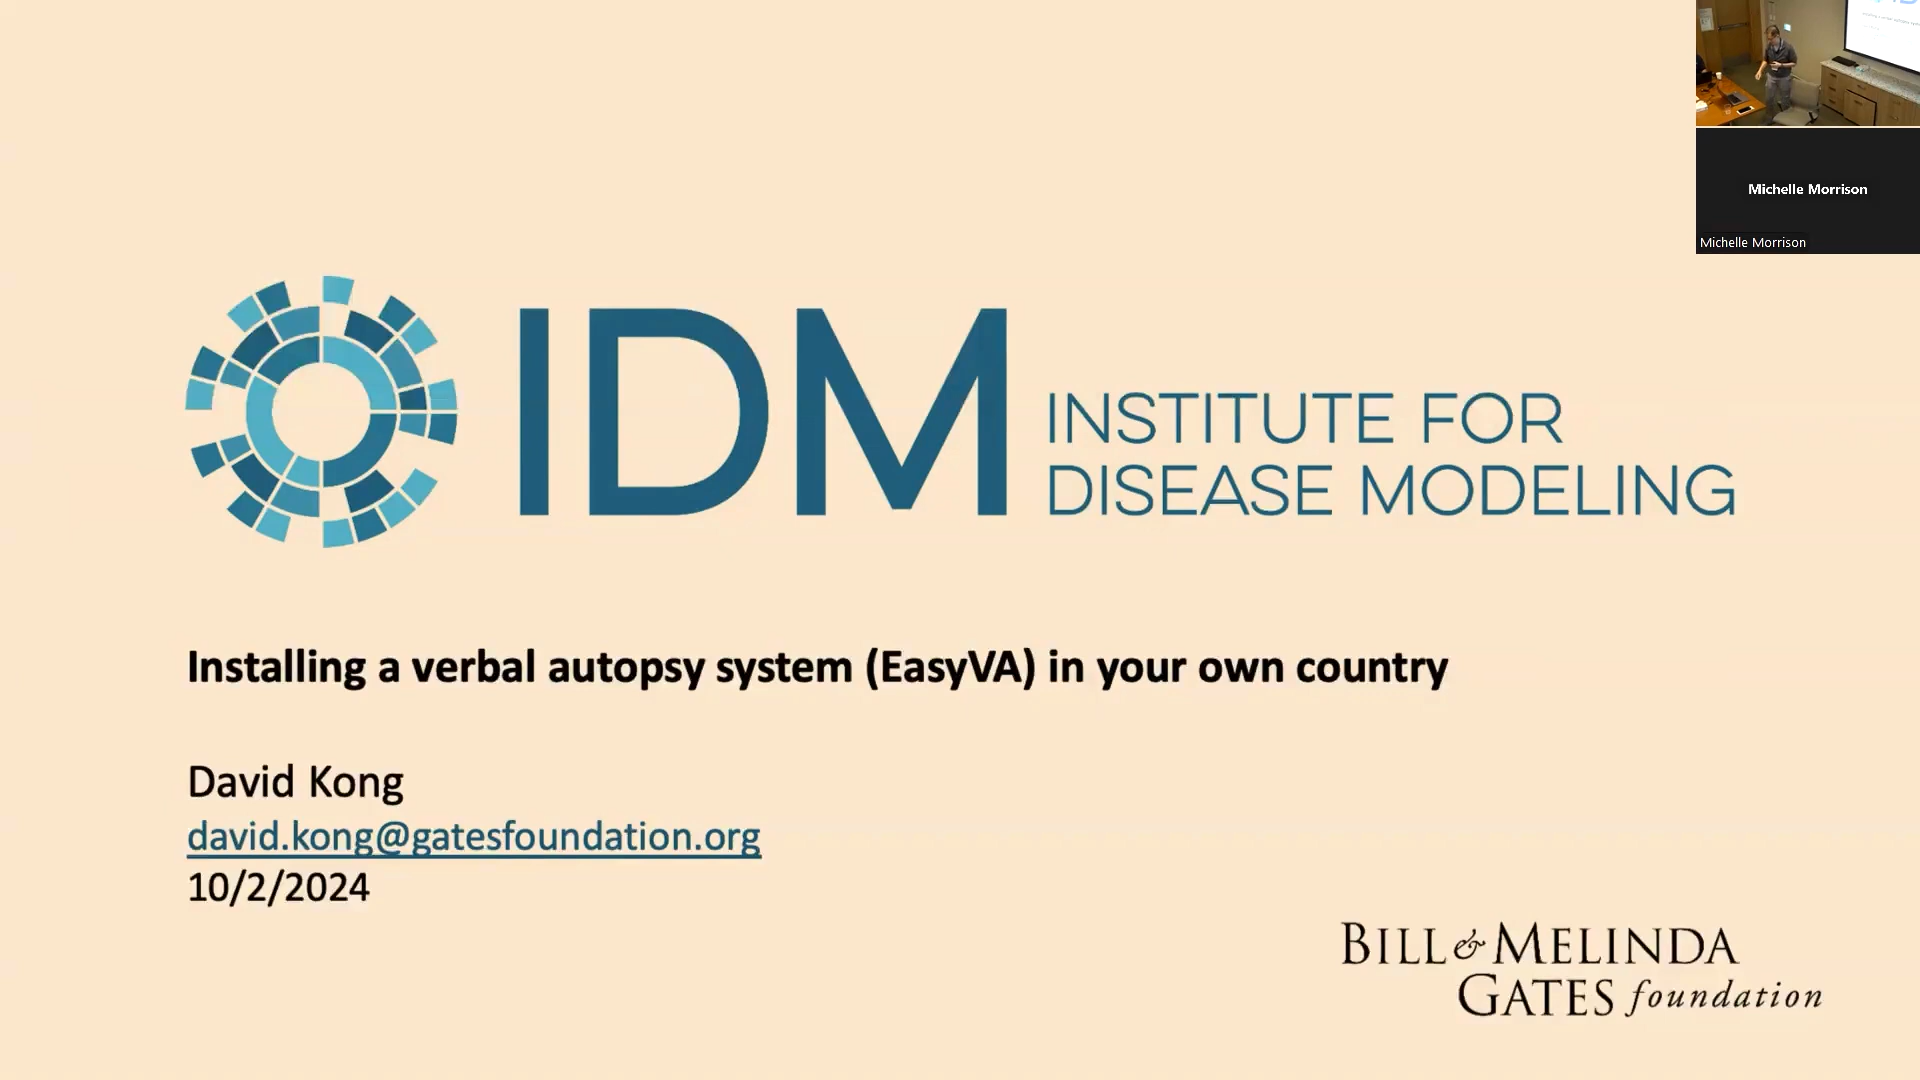 IDM
INSTITUTE FOR
DISEASE MODELING
Installing a verbal autopsy system (EasyVA) in your own country
David Kong
david.kong@gatesfoundation.org
10/2/2024
BILL & MELINDA
GATES foundation
Michelle Morrison
Michelle Morrison